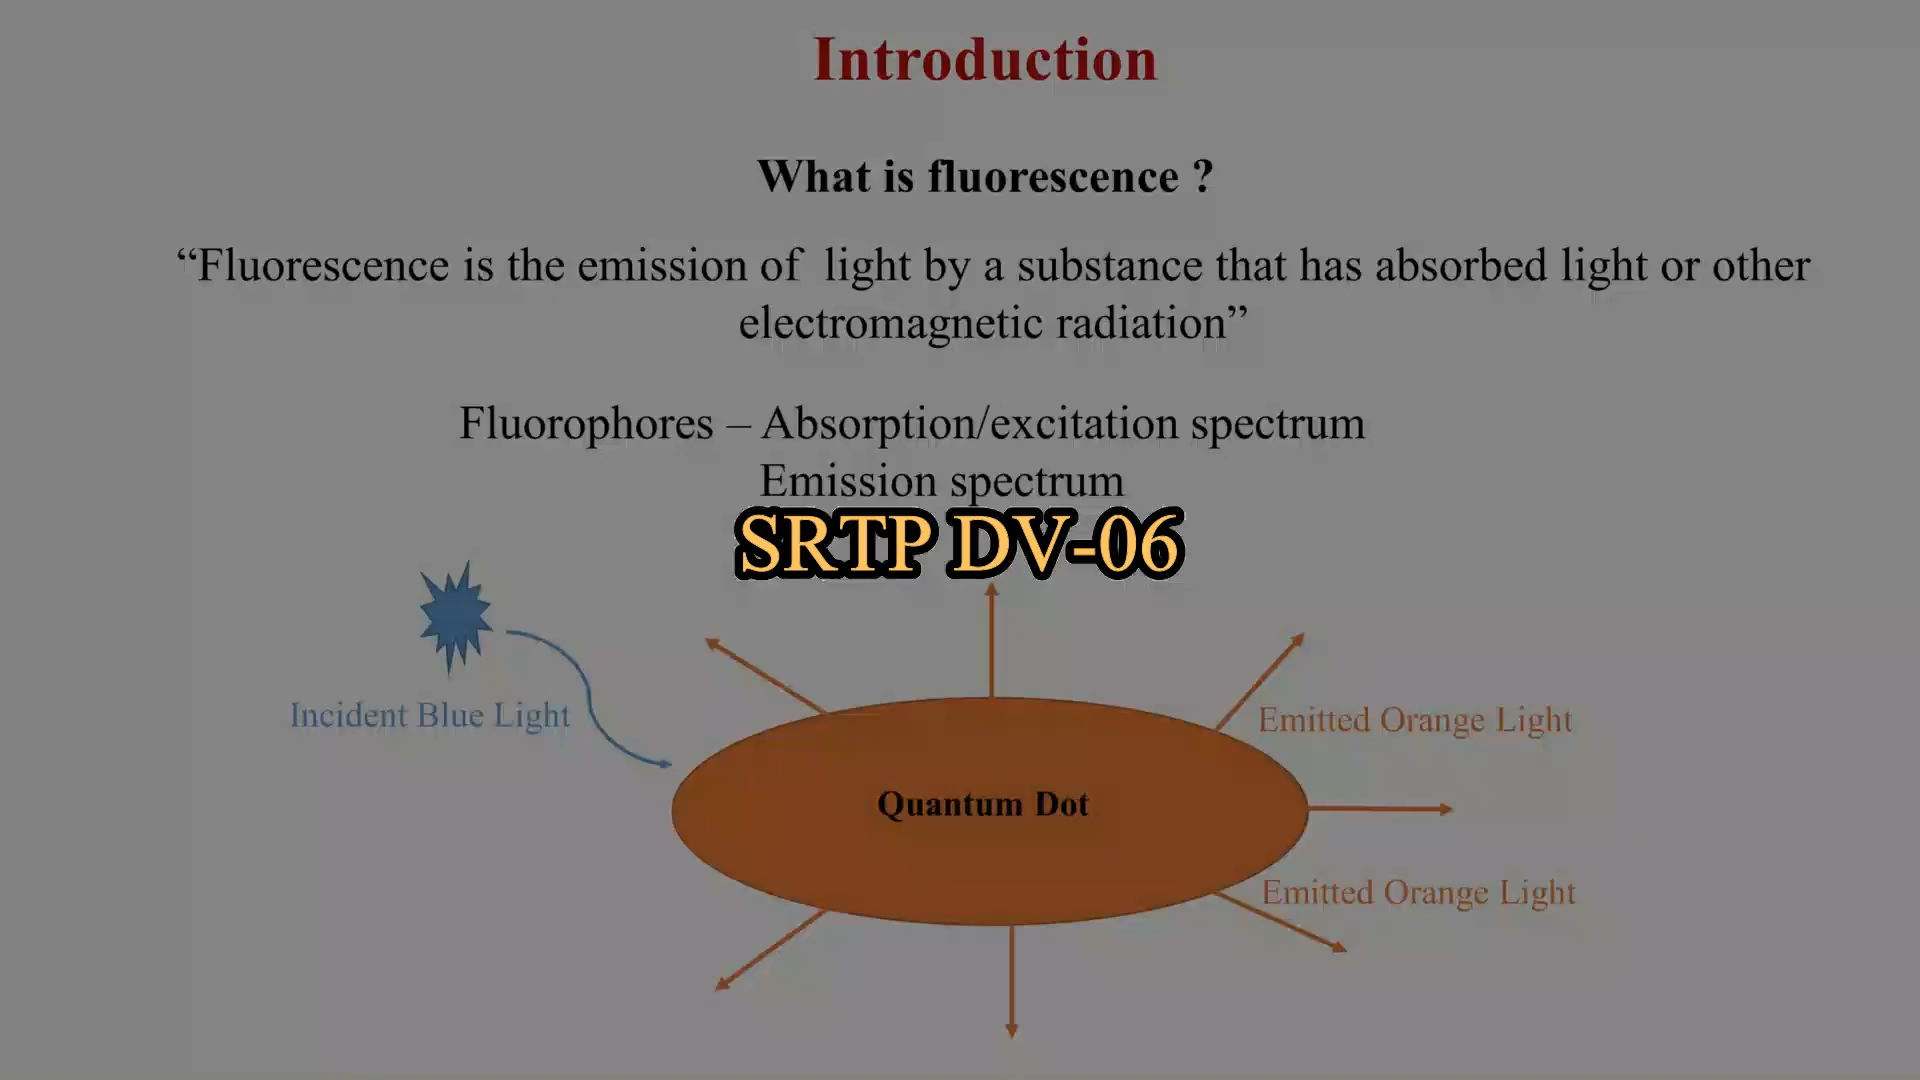 Introduction
What is fluorescence ?
“Fluorescence is the emission of light by a substance that has absorbed light or other
electromagnetic radiation”
Fluorophores – Absorption/excitation spectrum
Emission spectrum
SRTP DV-06
Incident Blue Light
Emitted Orange Light
Quantum Dot
Emitted Orange Light